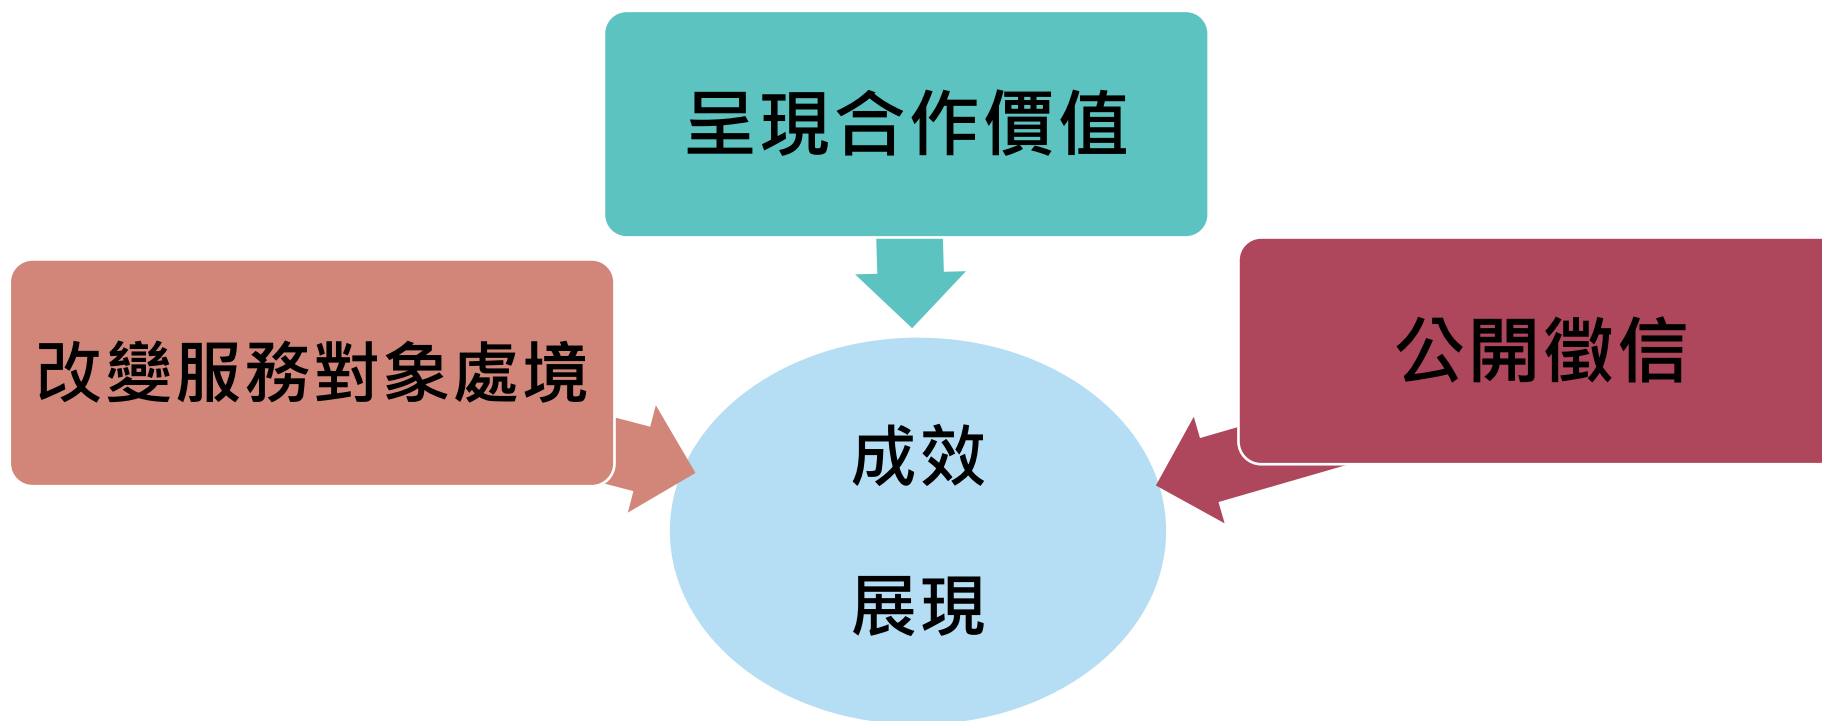 呈現合作價值
改變服務對象處境
公開徵信
成效
展現